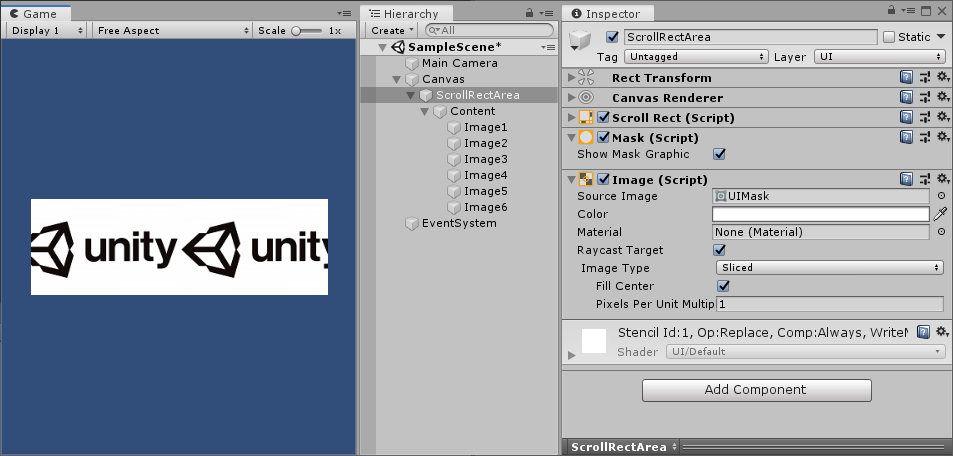 Game
Display 1
Free Aspect
Scale
1x
unity
unity
Hierarchy
Create
All
SampleScene*
Main Camera
Canvas
ScrollRectArea
Content
Image1
Image2
Image3
Image4
Image5
Image6
EventSystem
Inspector
ScrollRectArea
Static
Tag
Untagged
Layer
UI
Rect Transform
Canvas Renderer
Scroll Rect (Script)
Mask (Script)
Show Mask Graphic
Image (Script)
Source Image
UIMask
Color
Material
None (Material)
Raycast Target
Image Type
Sliced
Fill Center
Pixels Per Unit Multip
1
Stencil Id:1, Op:Replace, Comp:Always, WriteM
Shader
UI/Default
Add Component
ScrollRectArea